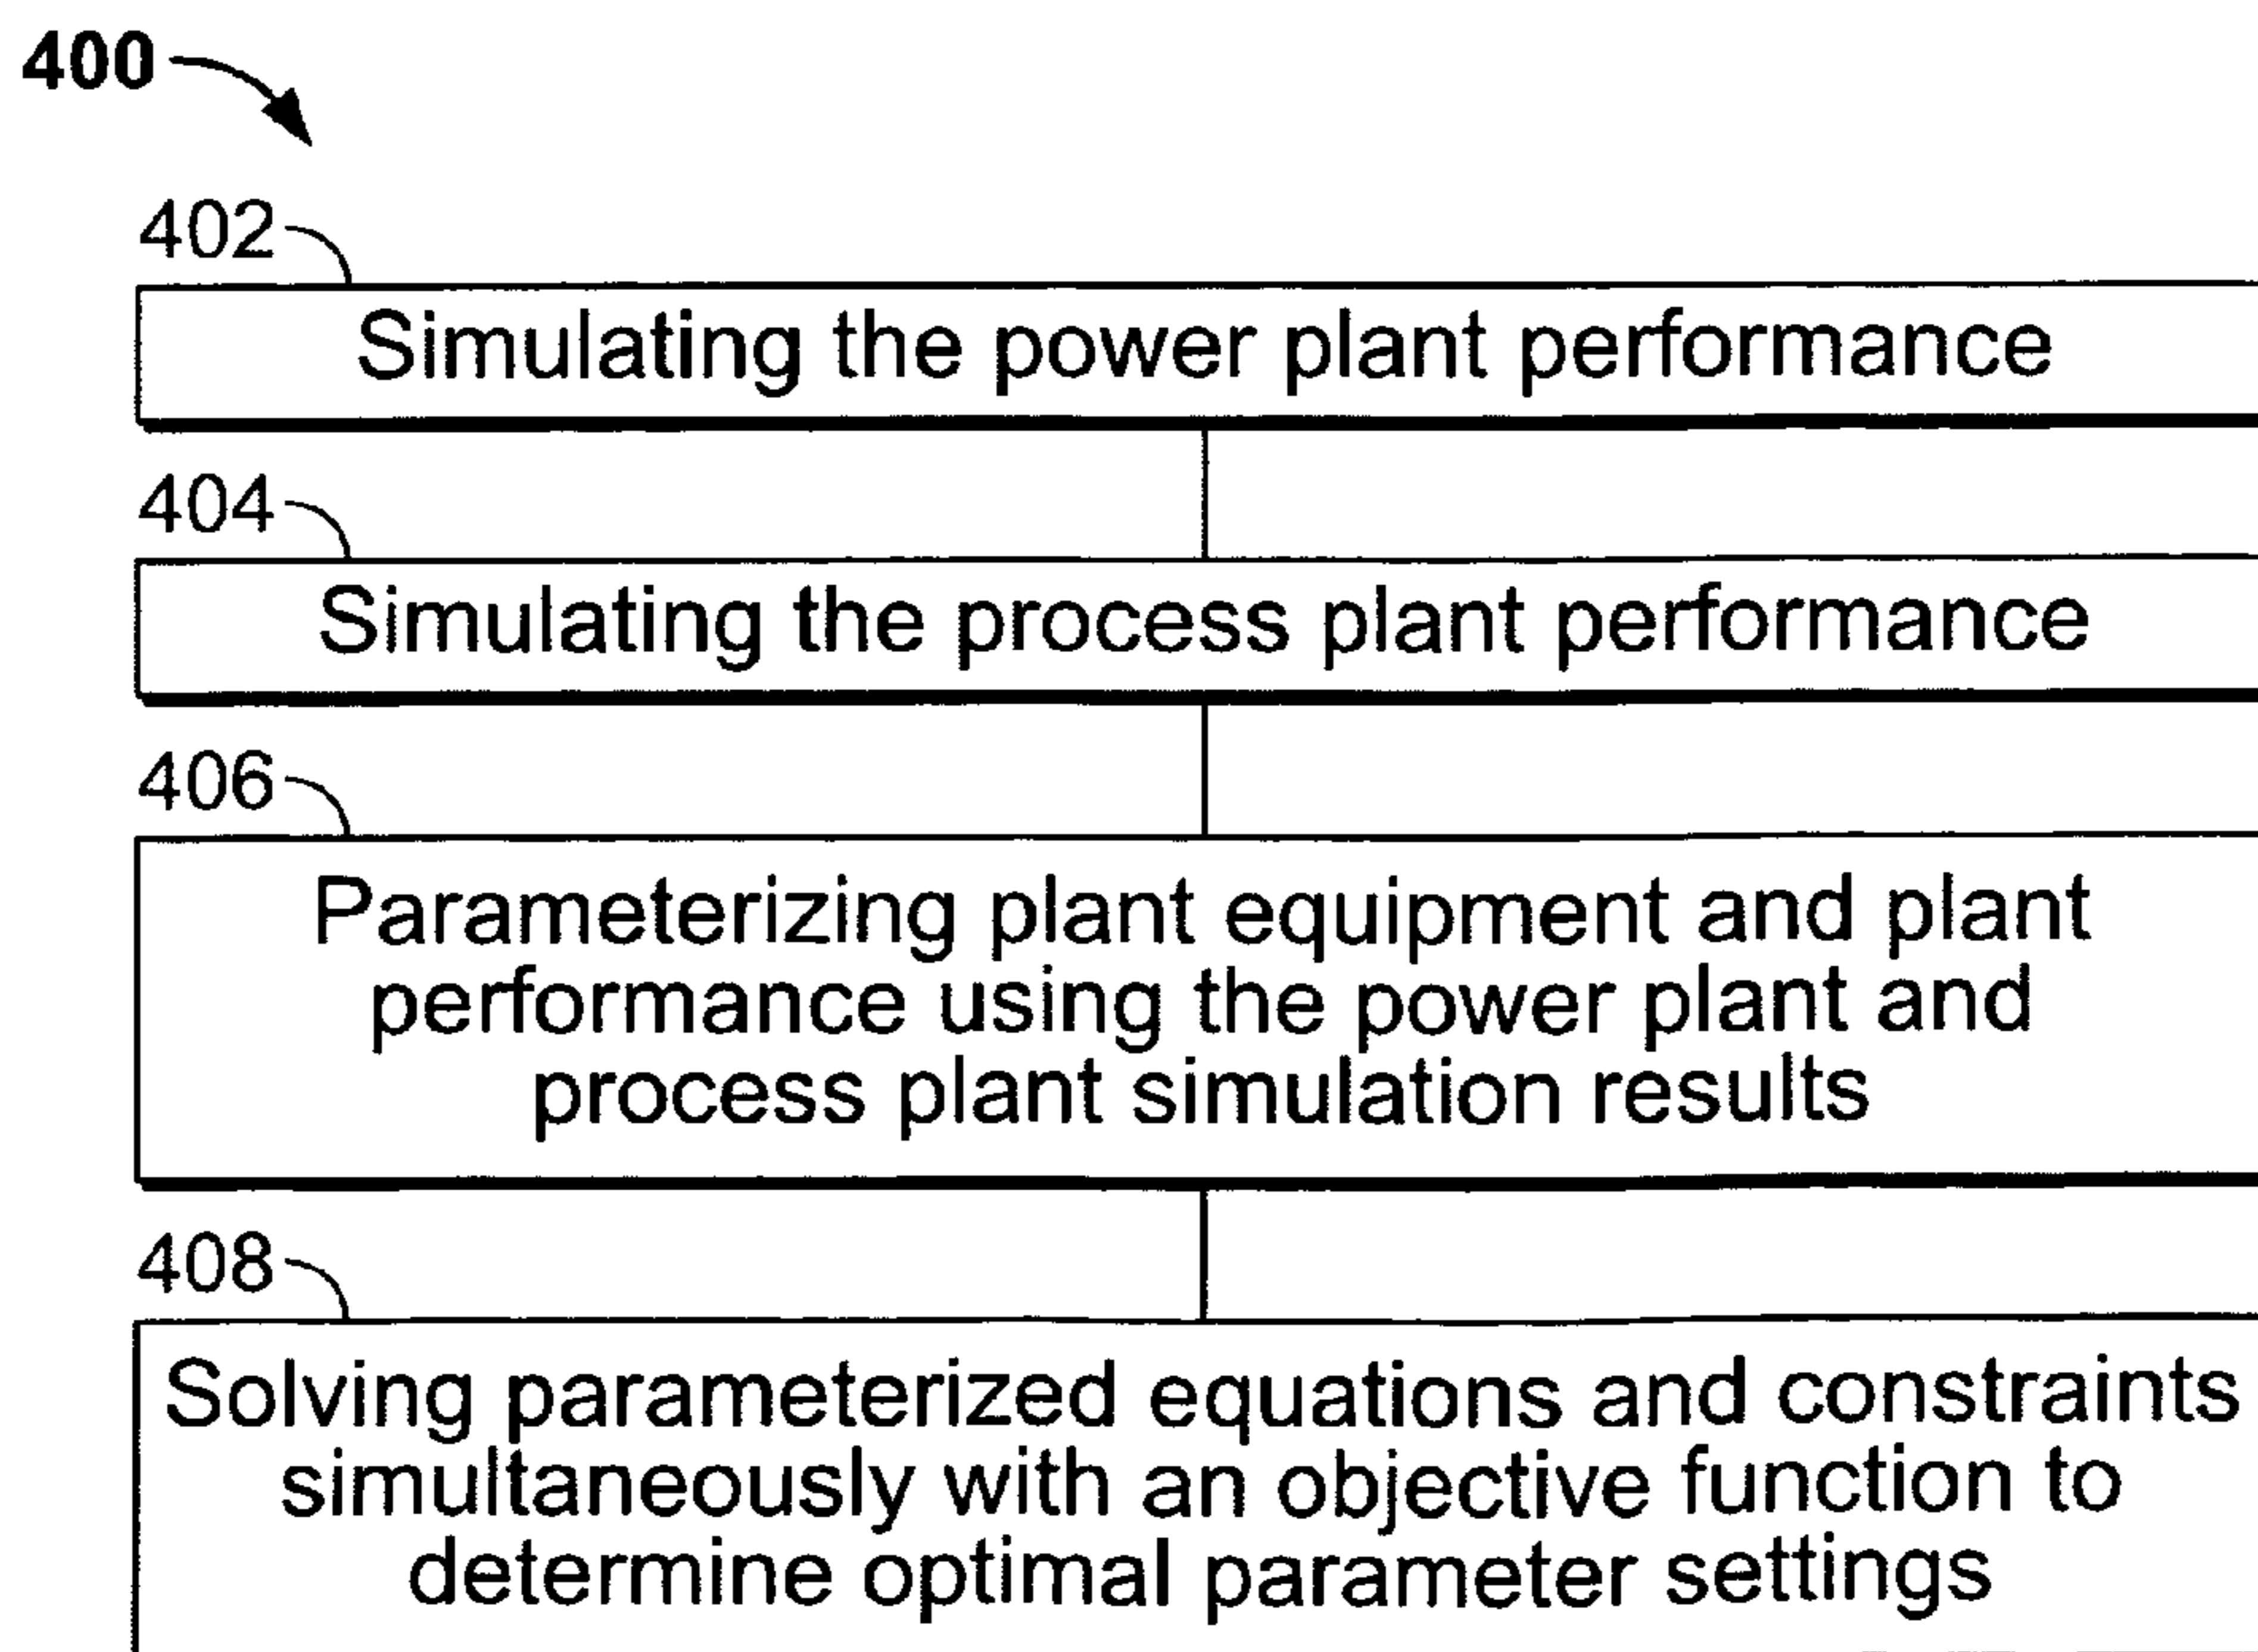 400
402
Simulating the power plant performance
404
Simulating the process plant performance
406
Parameterizing plant equipment and plant
performance using the power plant and
process plant simulation results
408
Solving parameterized equations and constraints
simultaneously with an objective function to
determine optimal parameter settings